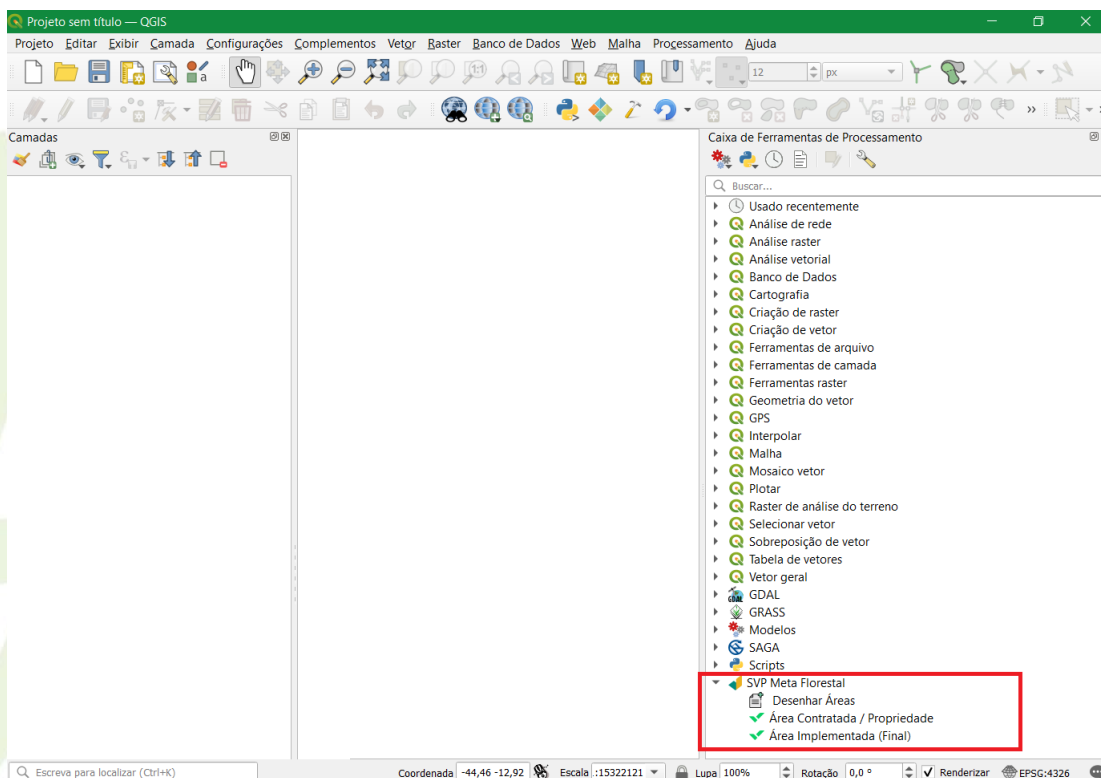 Projeto sem título — QGIS
Projeto Editar Exibir Camada Configurações Complementos Vetor Raster Banco de Dados Web Malha Processamento Ajuda
12 px
Camadas
Caixa de Ferramentas de Processamento
Buscar...
Usado recentemente
Análise de rede
Análise raster
Análise vetorial
Banco de Dados
Cartografia
Criação de raster
Criação de vetor
Ferramentas de arquivo
Ferramentas de camada
Ferramentas raster
Geometria do vetor
GPS
Interpolar
Malha
Mosaico vetor
Plotar
Raster de análise do terreno
Selecionar vetor
Sobreposição de vetor
Tabela de vetores
Vetor geral
GDAL
GRASS
Modelos
SAGA
Scripts
SVP Meta Florestal
Desenhar Áreas
Área Contratada / Propriedade
Área Implementada (Final)
Escreva para localizar (Ctrl+K) Coordenada -44,46 -12,92 Escala :15322121 Lupa 100% Rotação 0,0 ° Renderizar EPSG:4326